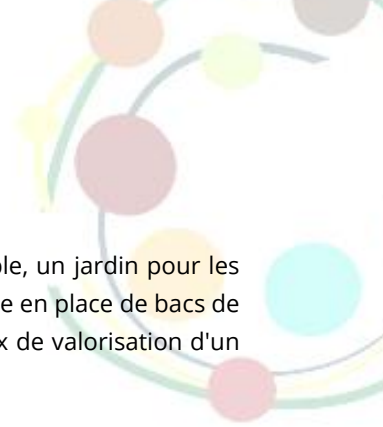 ble, un jardin pour les
e en place de bacs de
x de valorisation d'un